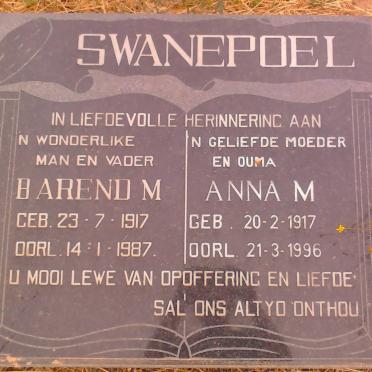 SWANEPOEL
IN LIEFDEVOLLE HERINNERING AAN
'N WONDERLIKE
MAN EN VADER
BAREND M
GEB. 23-7-1917
OORL. 14-1-1987.
'N GELIEFDE MOEDER
EN OUMA
ANNA M
GEB. 20-2-1917
OORL. 21-3-1996
U MOOI LEWE VAN OPOFFERING EN LIEFDE
SAL ONS ALTYD ONTHOU